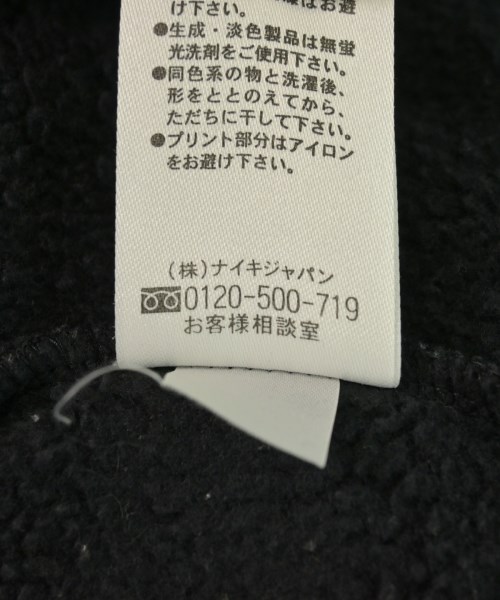 はお避
け下さい。
●生成・淡色製品は無蛍
光洗剤をご使用下さい。
●同色系の物と洗濯後、
形をととのえてから、
ただちに干して下さい。
●プリント部分はアイロン
をお避け下さい。
(株)ナイキジャパン
0120-500-719
お客様相談室